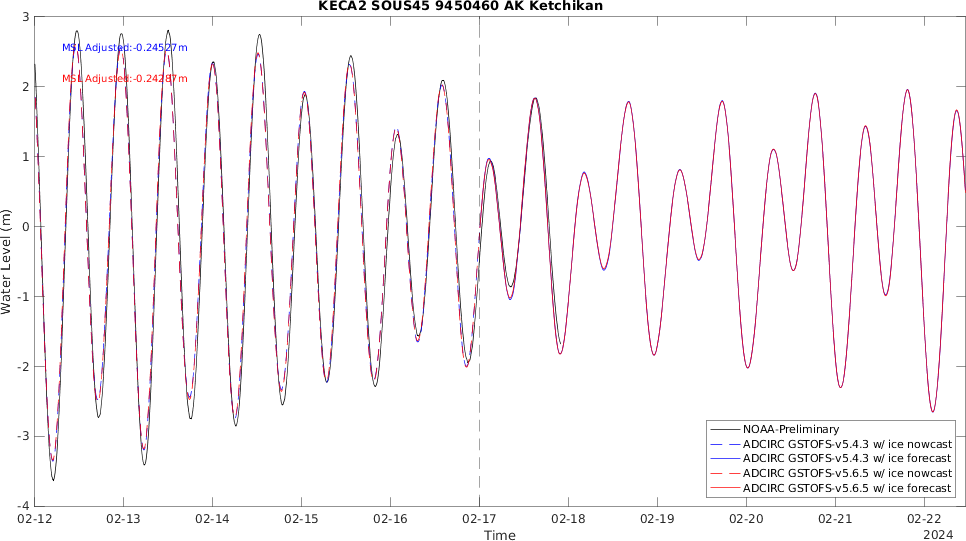 KECA2 SOUS45 9450460 AK Ketchikan
MSL Adjusted:-0.24527m
MSL Adjusted:-0.24287m
3
2
1
0
-1
-2
-3
-4
Water Level (m)
02-12 02-13 02-14 02-15 02-16 02-17 02-18 02-19 02-20 02-21 02-22
Time
2024
NOAA-Preliminary
ADCIRC GSTOFS-v5.4.3 w/ ice nowcast
ADCIRC GSTOFS-v5.4.3 w/ ice forecast
ADCIRC GSTOFS-v5.6.5 w/ ice nowcast
ADCIRC GSTOFS-v5.6.5 w/ ice forecast